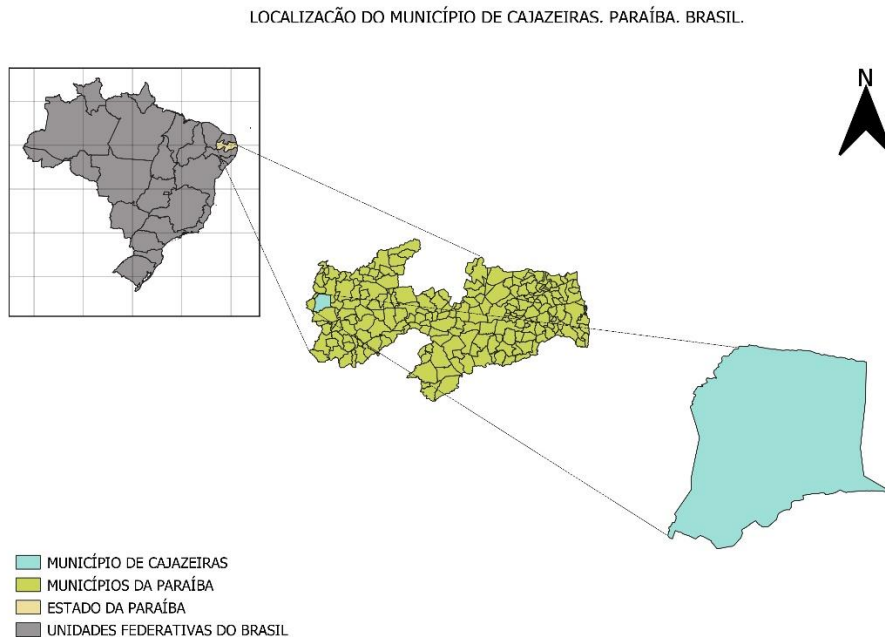 LOCALIZAÇÃO DO MUNICÍPIO DE CAJAZEIRAS. PARAÍBA. BRASIL.
N
MUNICÍPIO DE CAJAZEIRAS
MUNICÍPIOS DA PARAÍBA
ESTADO DA PARAÍBA
UNIDADES FEDERATIVAS DO BRASIL